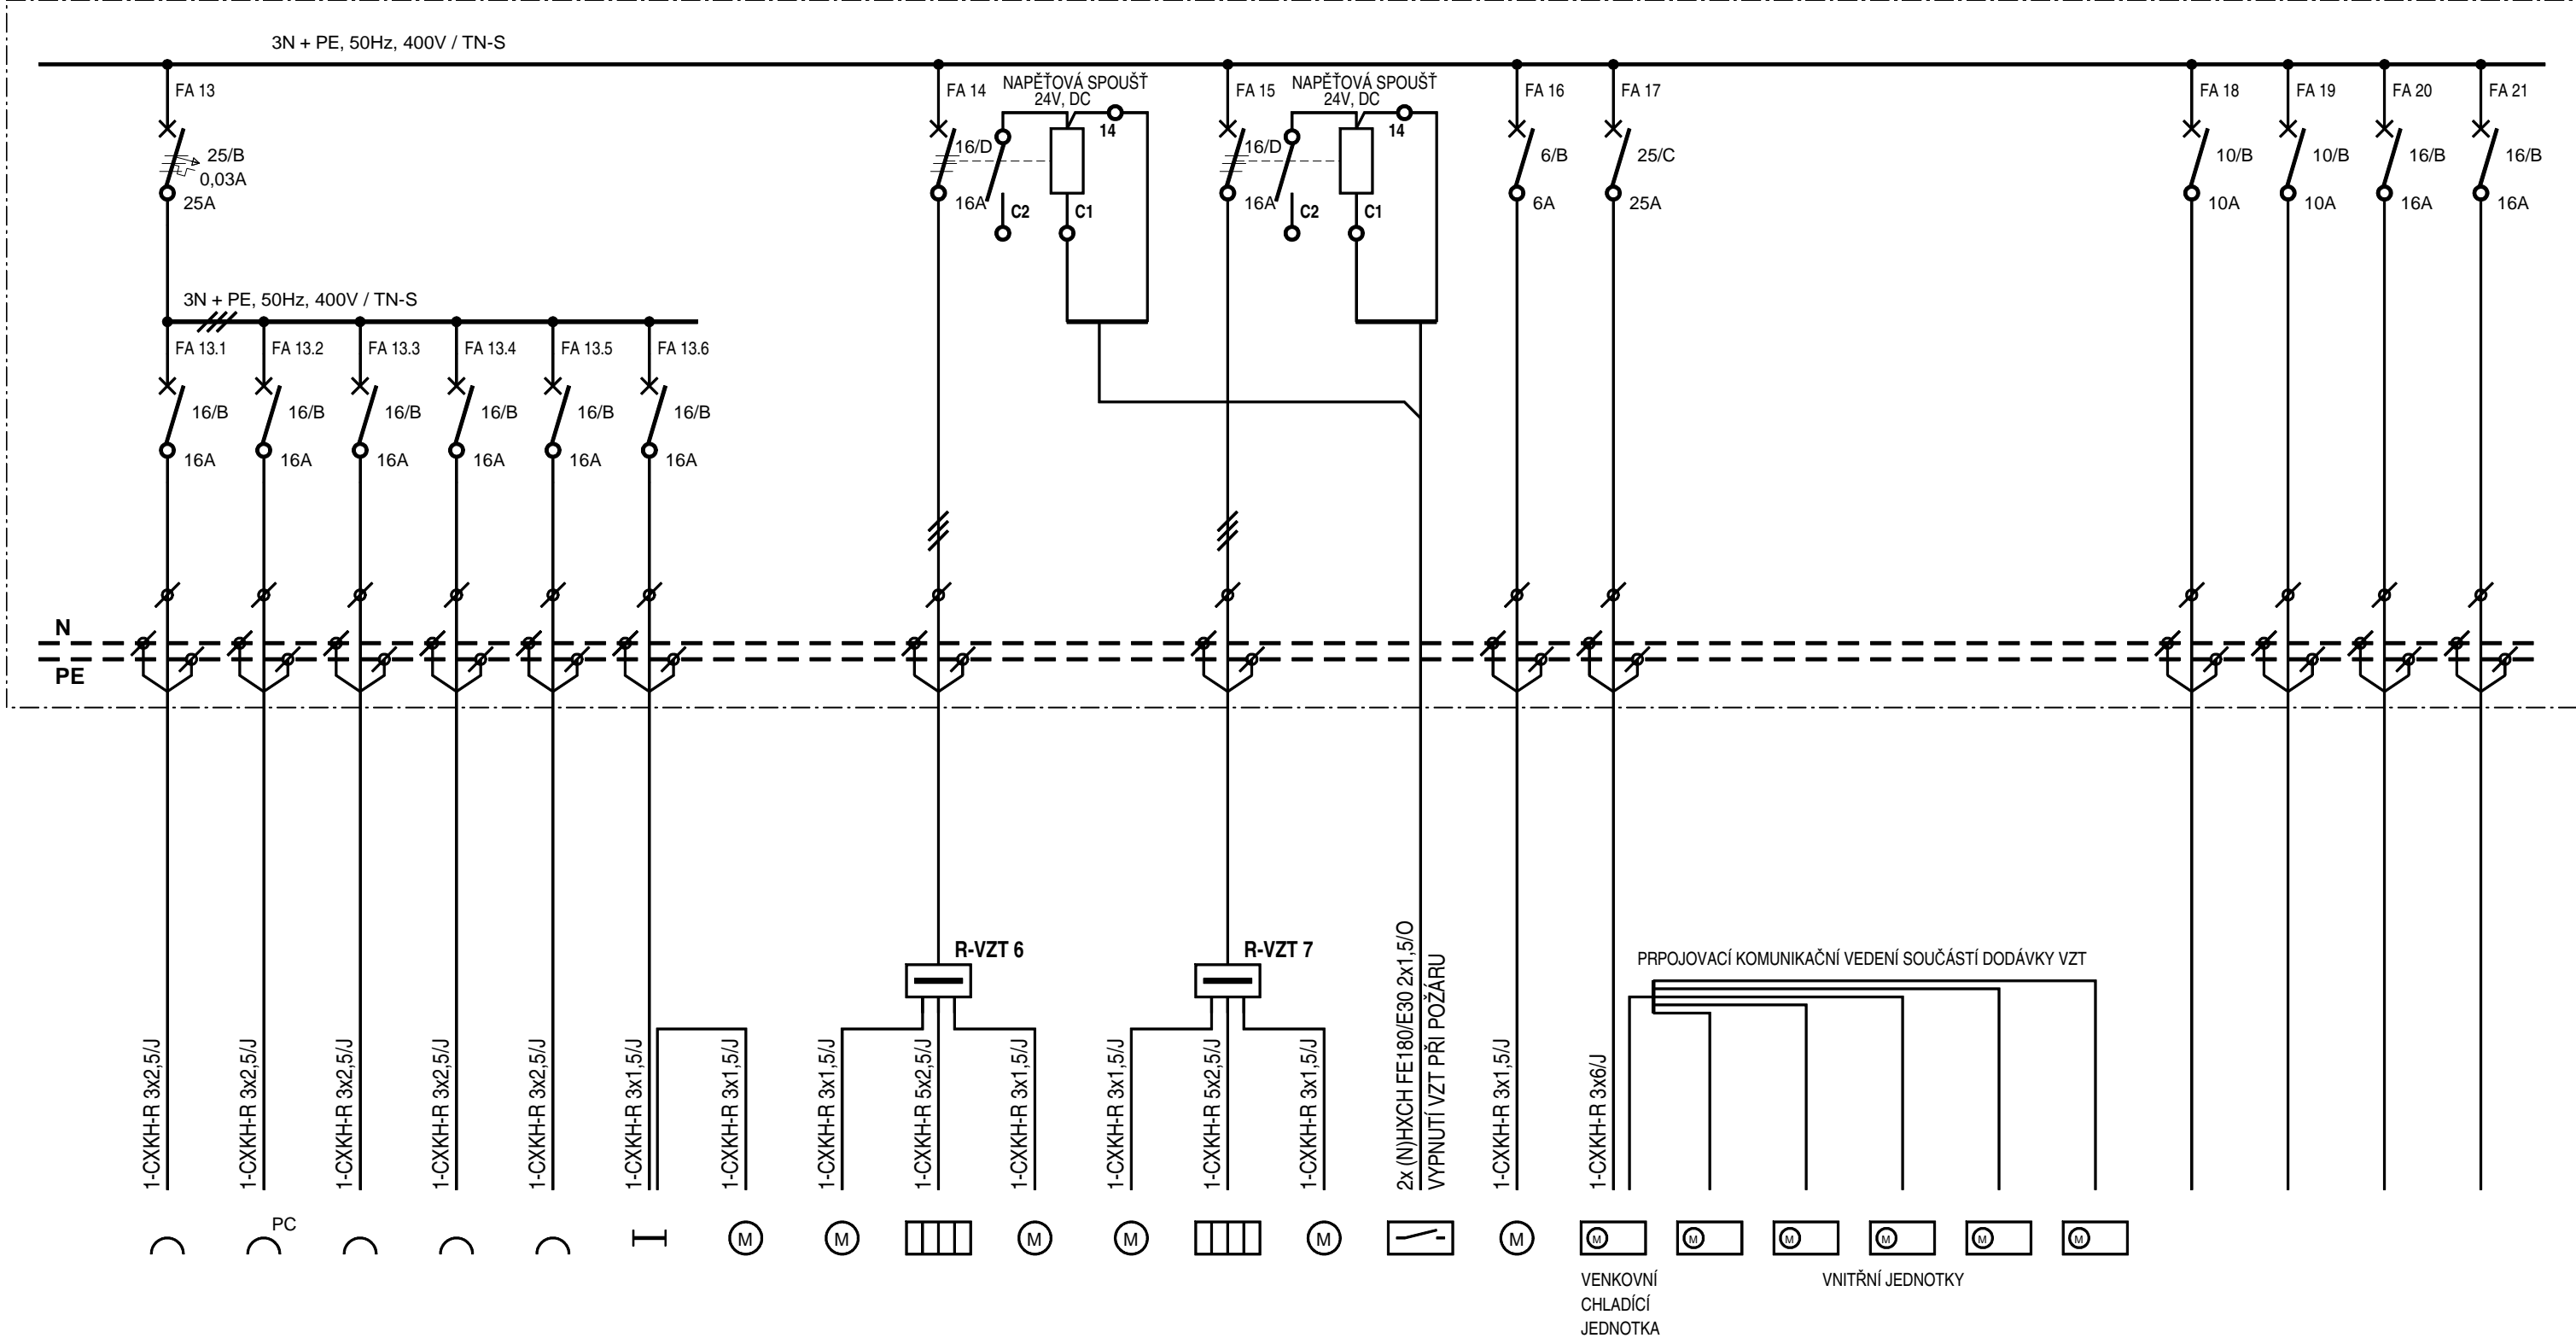 3N + PE, 50Hz, 400V / TN-S
FA 13
25/B
0,03A
25A
FA 14
16/D
16A
NAPĚŤOVÁ SPOUŠŤ
24V, DC
14
C2
C1
FA 15
16/D
16A
NAPĚŤOVÁ SPOUŠŤ
24V, DC
14
C2
C1
FA 16
6/B
6A
FA 17
25/C
25A
FA 18
10/B
10A
FA 19
10/B
10A
FA 20
16/B
16A
FA 21
16/B
16A
3N + PE, 50Hz, 400V / TN-S
FA 13.1
16/B
16A
FA 13.2
16/B
16A
FA 13.3
16/B
16A
FA 13.4
16/B
16A
FA 13.5
16/B
16A
FA 13.6
16/B
16A
N
PE
R-VZT 6
R-VZT 7
PRPOJOVACÍ KOMUNIKAČNÍ VEDENÍ SOUČÁSTÍ DODÁVKY VZT
1-CXKH-R 3x2,5/J
1-CXKH-R 3x2,5/J
1-CXKH-R 3x2,5/J
1-CXKH-R 3x2,5/J
1-CXKH-R 3x2,5/J
1-CXKH-R 3x1,5/J
1-CXKH-R 3x1,5/J
1-CXKH-R 3x1,5/J
1-CXKH-R 5x2,5/J
1-CXKH-R 3x1,5/J
1-CXKH-R 3x1,5/J
1-CXKH-R 5x2,5/J
1-CXKH-R 3x1,5/J
2x (N)HXCH FE180/E30 2x1,5/O
VYPNUTÍ VZT PŘI POŽÁRU
1-CXKH-R 3x1,5/J
1-CXKH-R 3x6/J
PC
M
M
M
M
M
M
M
M
M
M
M
M
VENKOVNÍ
CHLADÍCÍ
JEDNOTKA
VNITŘNÍ JEDNOTKY